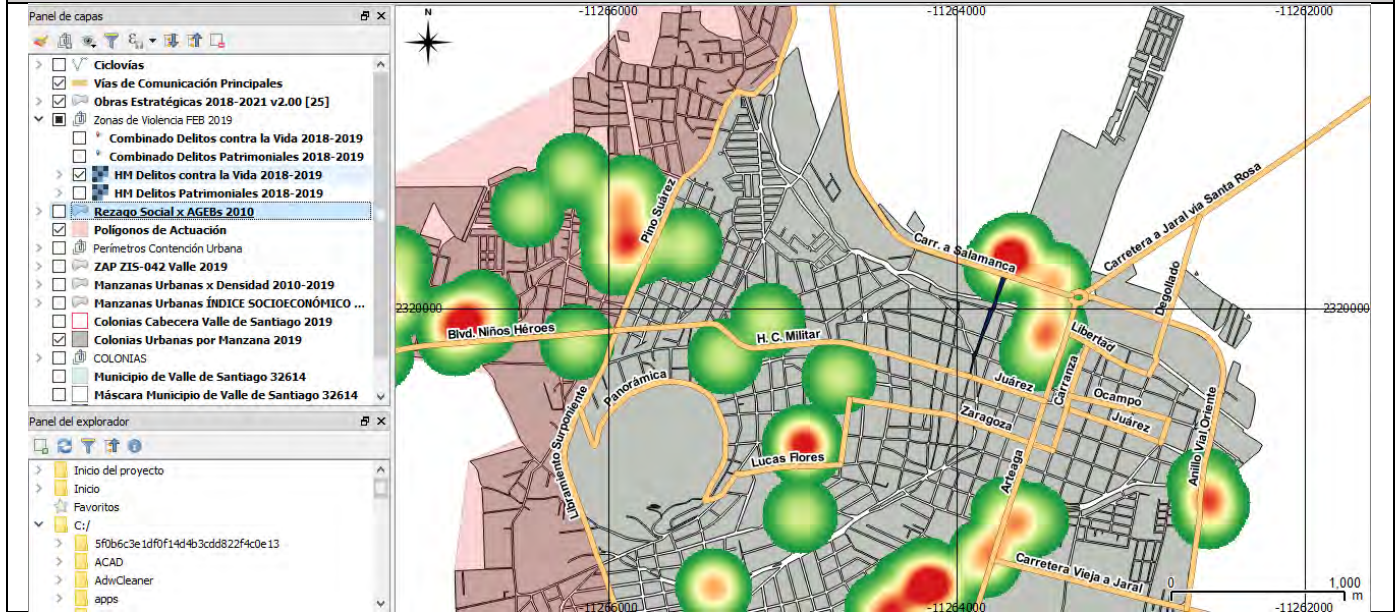 Panel de capas
Ciclovías
Vías de Comunicación Principales
Obras Estratégicas 2018-2021 v2.00 [25]
Zonas de Violencia FEB 2019
Combinado Delitos contra la Vida 2018-2019
Combinado Delitos Patrimoniales 2018-2019
HM Delitos contra la Vida 2018-2019
HM Delitos Patrimoniales 2018-2019
Rezago Social x AGEBs 2010
Polígonos de Actuación
Perímetros Contención Urbana
ZAP ZIS-042 Valle 2019
Manzanas Urbanas x Densidad 2010-2019
Manzanas Urbanas ÍNDICE SOCIOECONÓMICO ...
Colonias Cabecera Valle de Santiago 2019
Colonias Urbanas por Manzana 2019
COLONIAS
Municipio de Valle de Santiago 32614
Máscara Municipio de Valle de Santiago 32614
Panel del explorador
Inicio del proyecto
Inicio
Favoritos
C:/
5f0b6c3e1df0f14d4b3cdd822f4c0e13
ACAD
AdwCleaner
apps
N
-11266000
-11264000
-11262000
Pino Suárez
Carr. a Salamanca
Carretera a Jaral vía Santa Rosa
Degollado
2320000
2320000
Blvd. Niños Héroes
H. C. Militar
Libertad
Panorámica
Juárez
Carranza
Ocampo
Juárez
Zaragoza
Lucas Flores
Libramiento Surponiente
Arteaga
Anillo Vial Oriente
Carretera Vieja a Jaral
0
1,000
m
-11266000
-11264000
-11262000